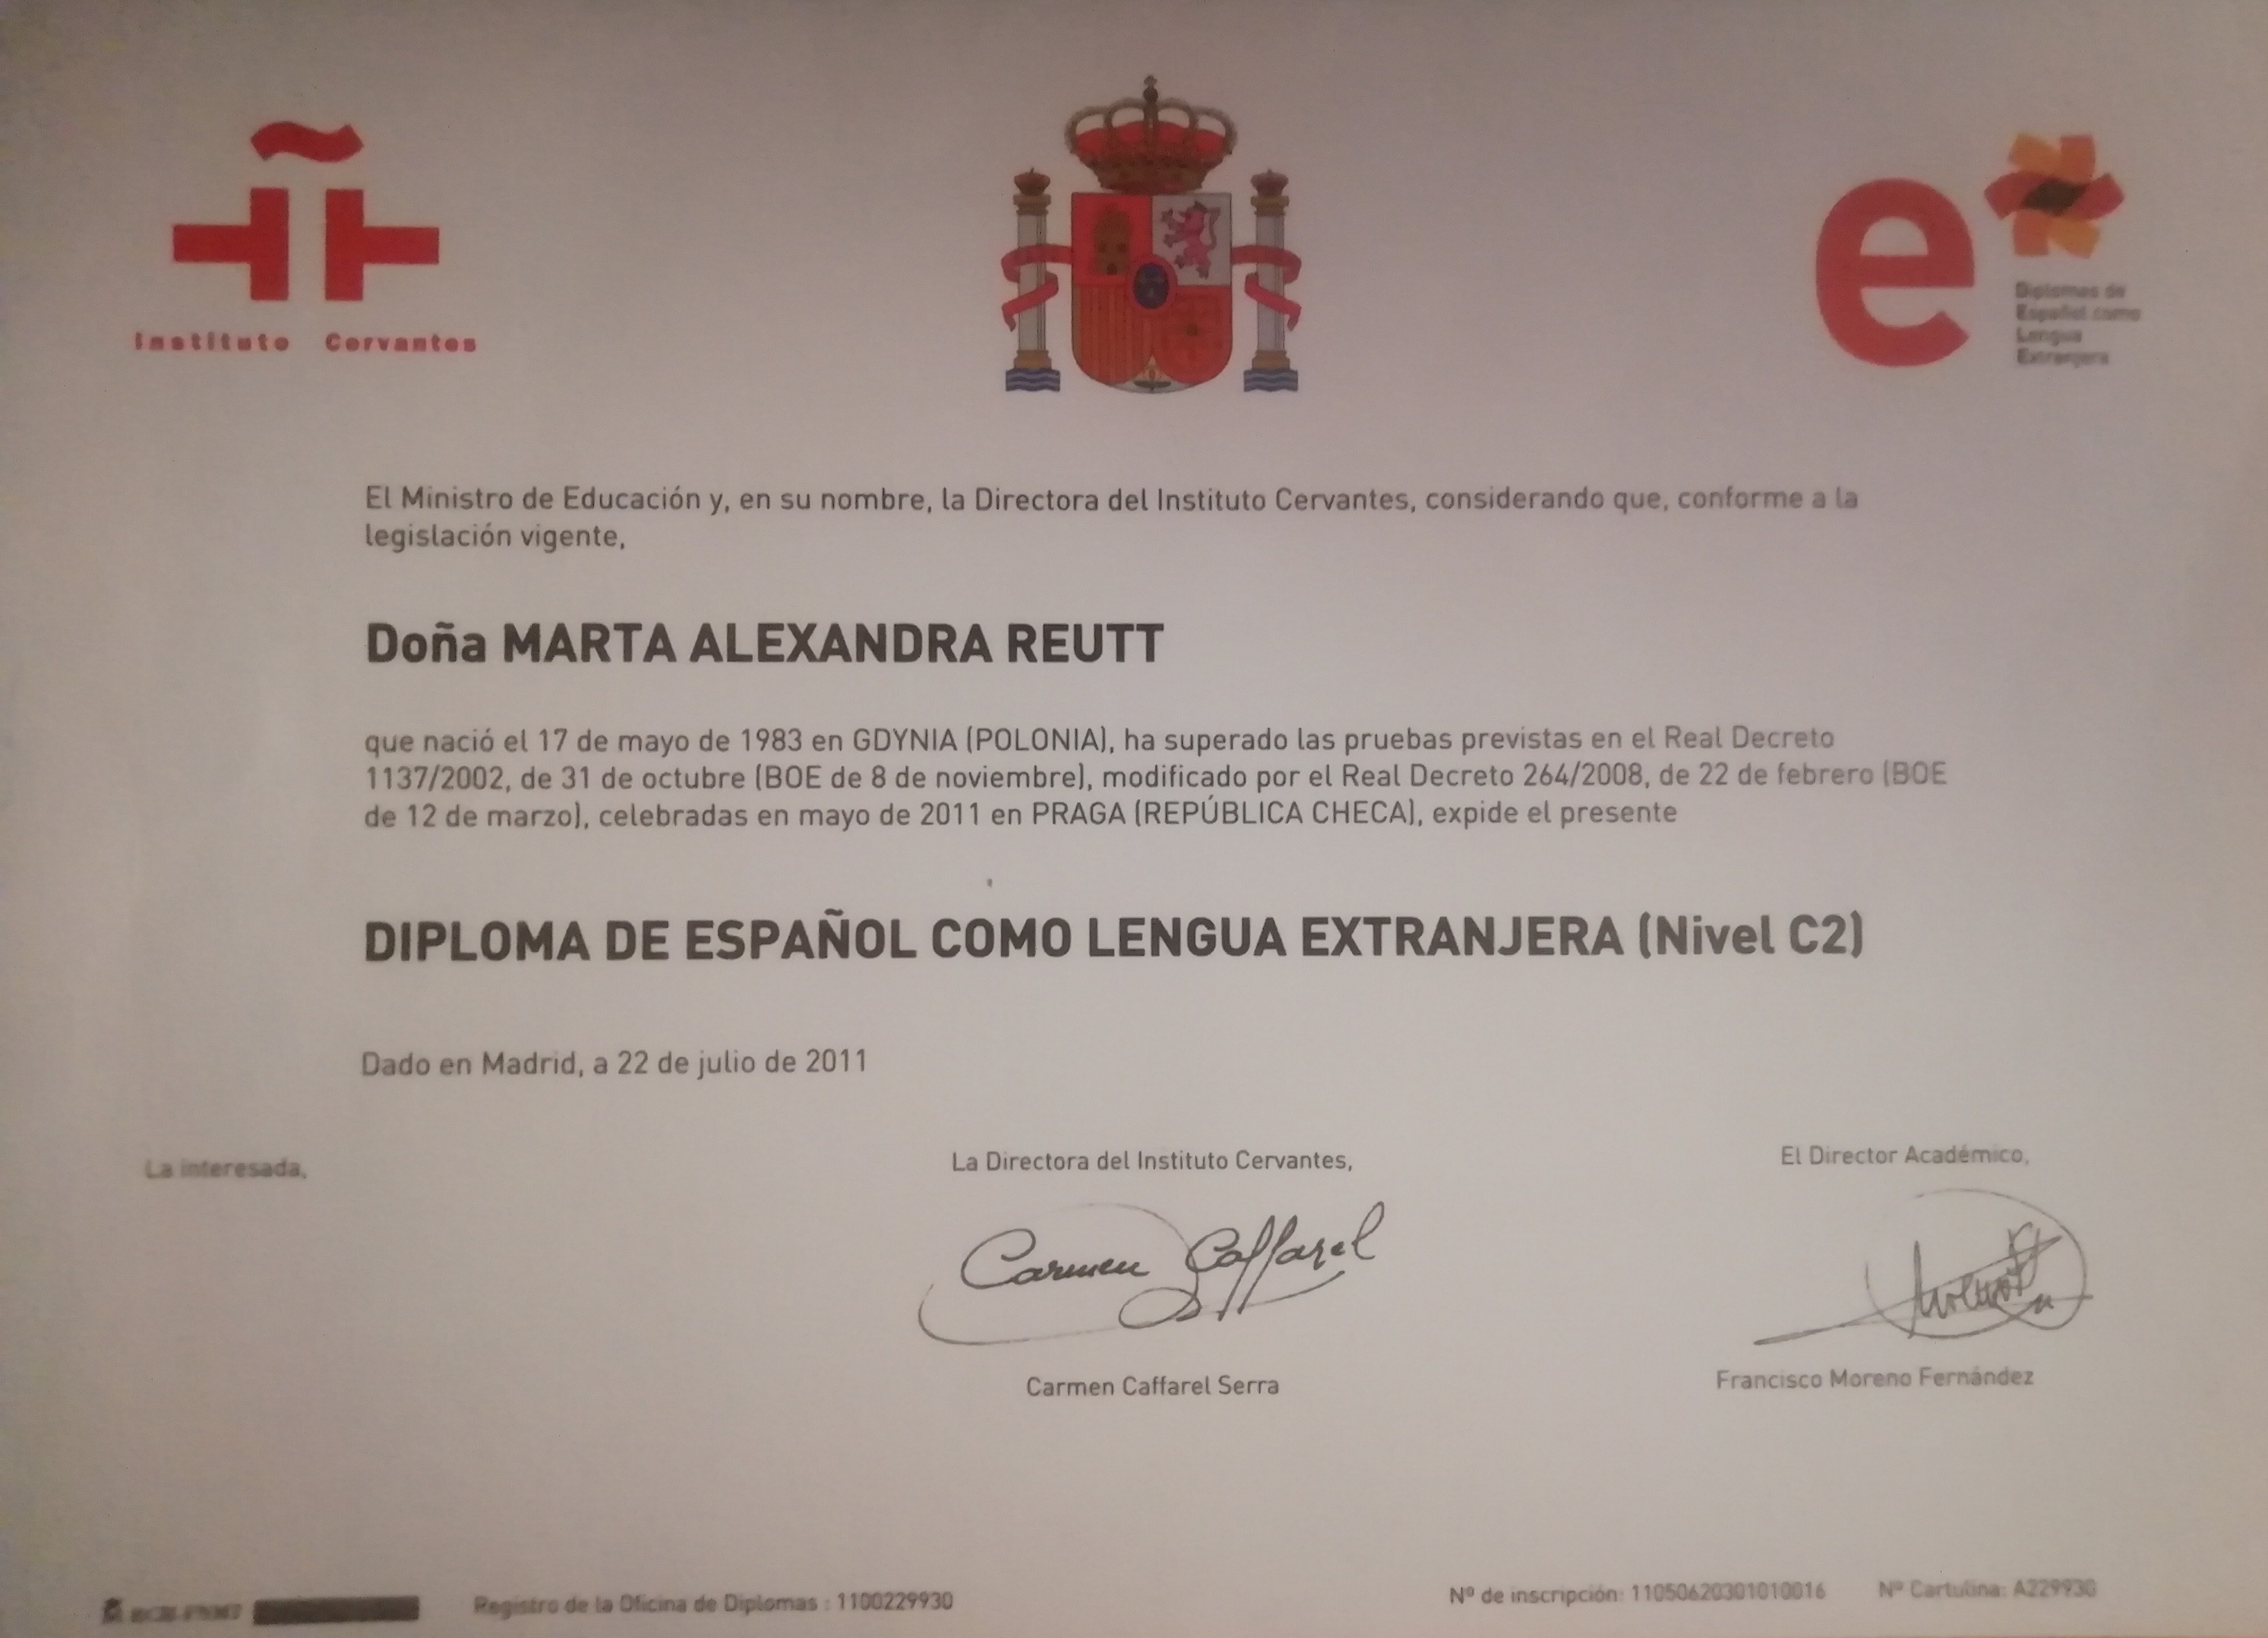 Instituto Cervantes
e
Diplomas de
Español como
Lengua
Extranjera
El Ministro de Educación y, en su nombre, la Directora del Instituto Cervantes, considerando que, conforme a la
legislación vigente,
Doña MARTA ALEXANDRA REUTT
que nació el 17 de mayo de 1983 en GDYNIA (POLONIA), ha superado las pruebas previstas en el Real Decreto
1137/2002, de 31 de octubre (BOE de 8 de noviembre), modificado por el Real Decreto 264/2008, de 22 de febrero (BOE
de 12 de marzo), celebradas en mayo de 2011 en PRAGA (REPÚBLICA CHECA), expide el presente
DIPLOMA DE ESPAÑOL COMO LENGUA EXTRANJERA (Nivel C2)
Dado en Madrid, a 22 de julio de 2011
La interesada,
La Directora del Instituto Cervantes,
El Director Académico,
Carmen Caffarel
Carmen Caffarel Serra
Francisco Moreno Fernández
Registro de la Oficina de Diplomas : 1100229930
Nº de inscripción: 11050620301010016
Nº Cartulina: A229930